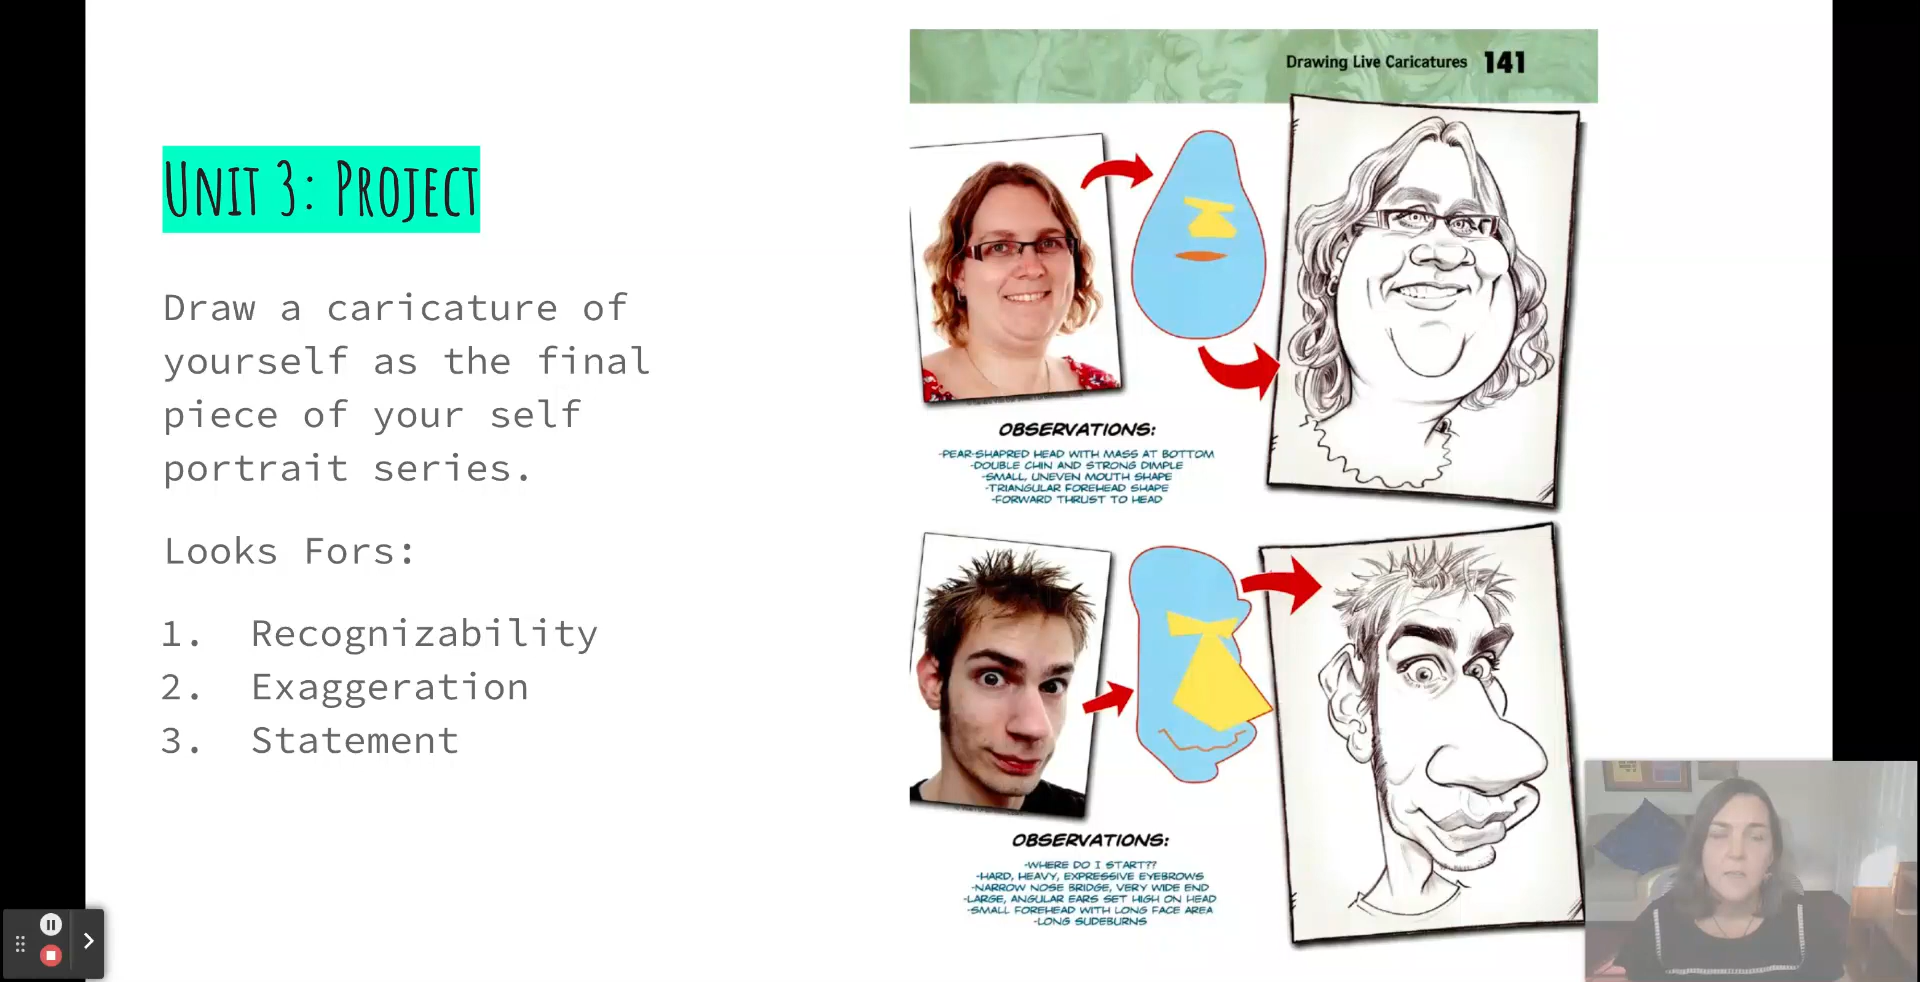 Unit 3: Project
Draw a caricature of
yourself as the final
piece of your self
portrait series.
Looks Fors:
1. Recognizability
2. Exaggeration
3. Statement
Drawing Live Caricatures 141
OBSERVATIONS:
-PEAR-SHAPRED HEAD WITH MASS AT BOTTOM
-DOUBLE CHIN AND STRONG DIMPLE
-SMALL, UNEVEN MOUTH SHAPE
-TRIANGULAR FOREHEAD SHAPE
-FORWARD THRUST TO HEAD
OBSERVATIONS:
-WHERE DO I START??
-HARD, HEAVY, EXPRESSIVE EYEBROWS
-NARROW NOSE BRIDGE, VERY WIDE END
-LARGE, ANGULAR EARS SET HIGH ON HEAD
-SMALL FOREHEAD WITH LONG FACE AREA
-LONG SUDEBURNS